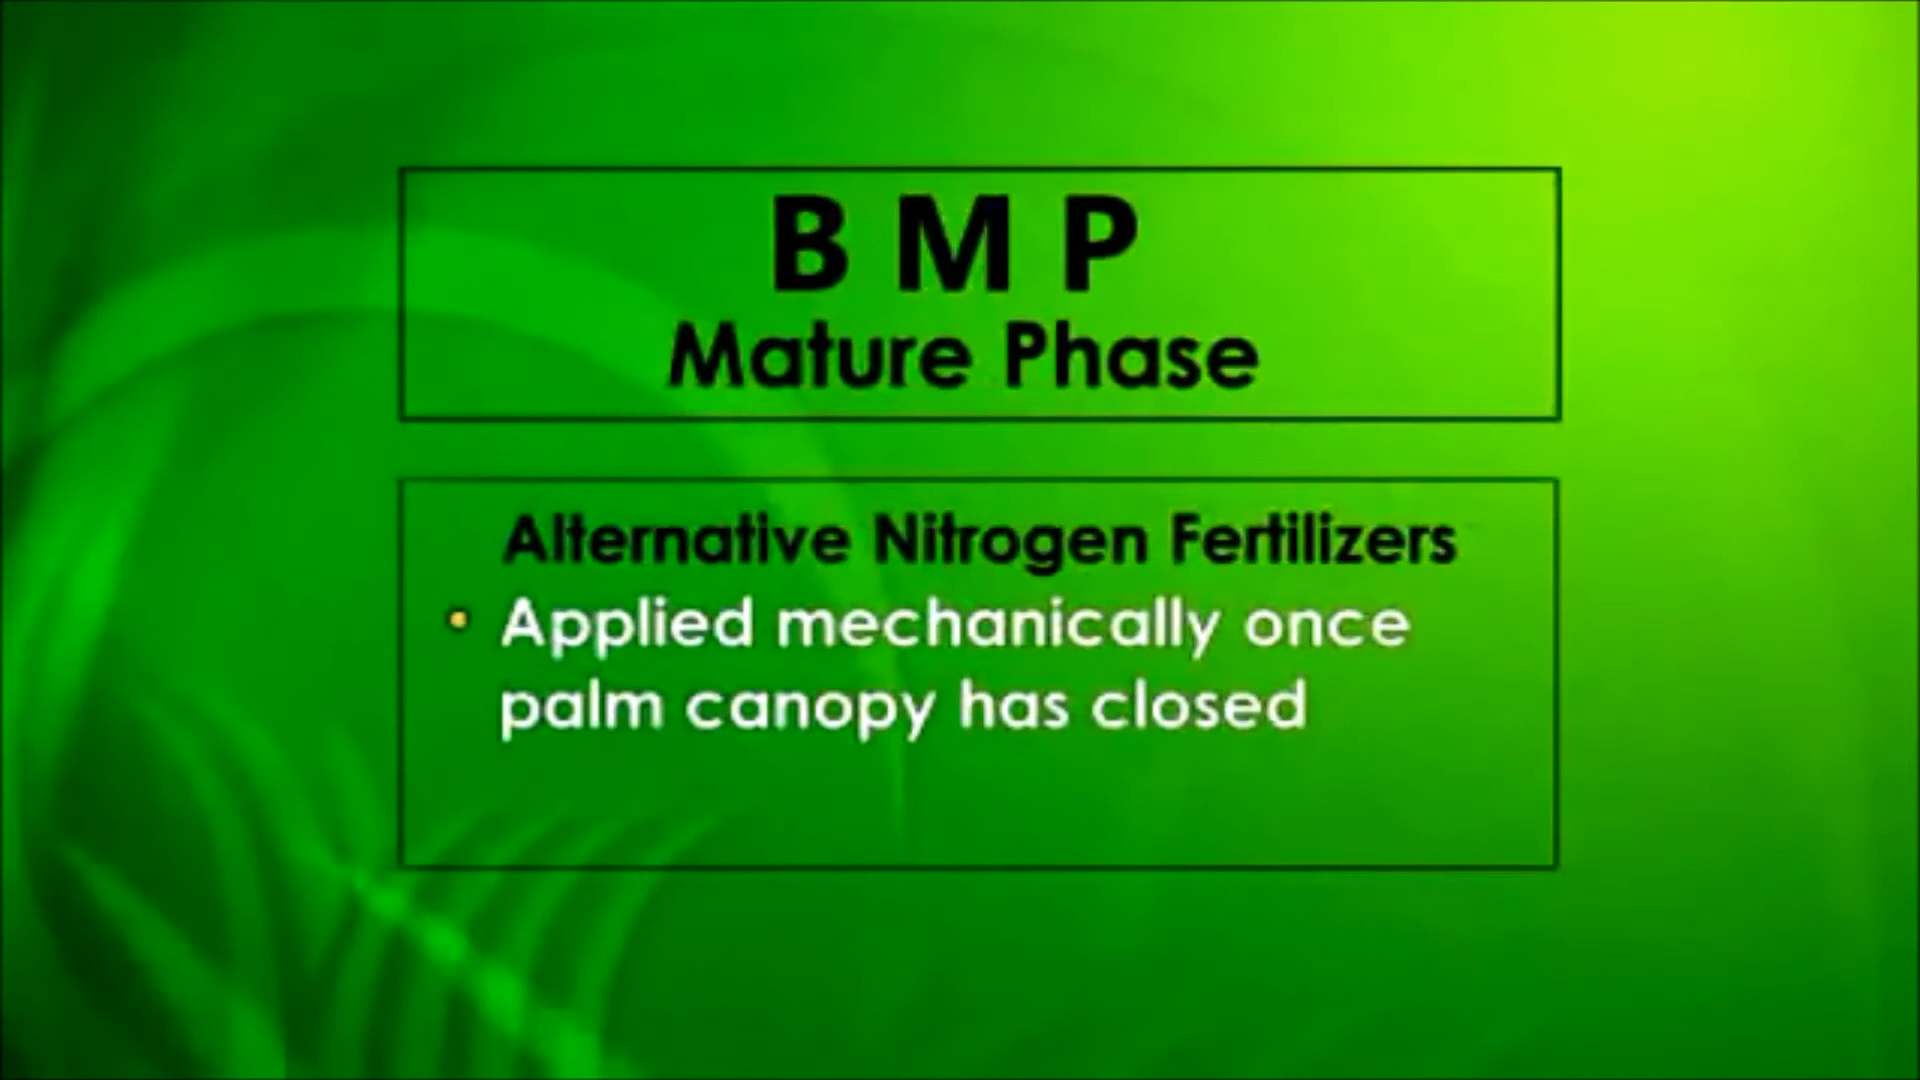 B M P
Mature Phase
Alternative Nitrogen Fertilizers
• Applied mechanically once
palm canopy has closed